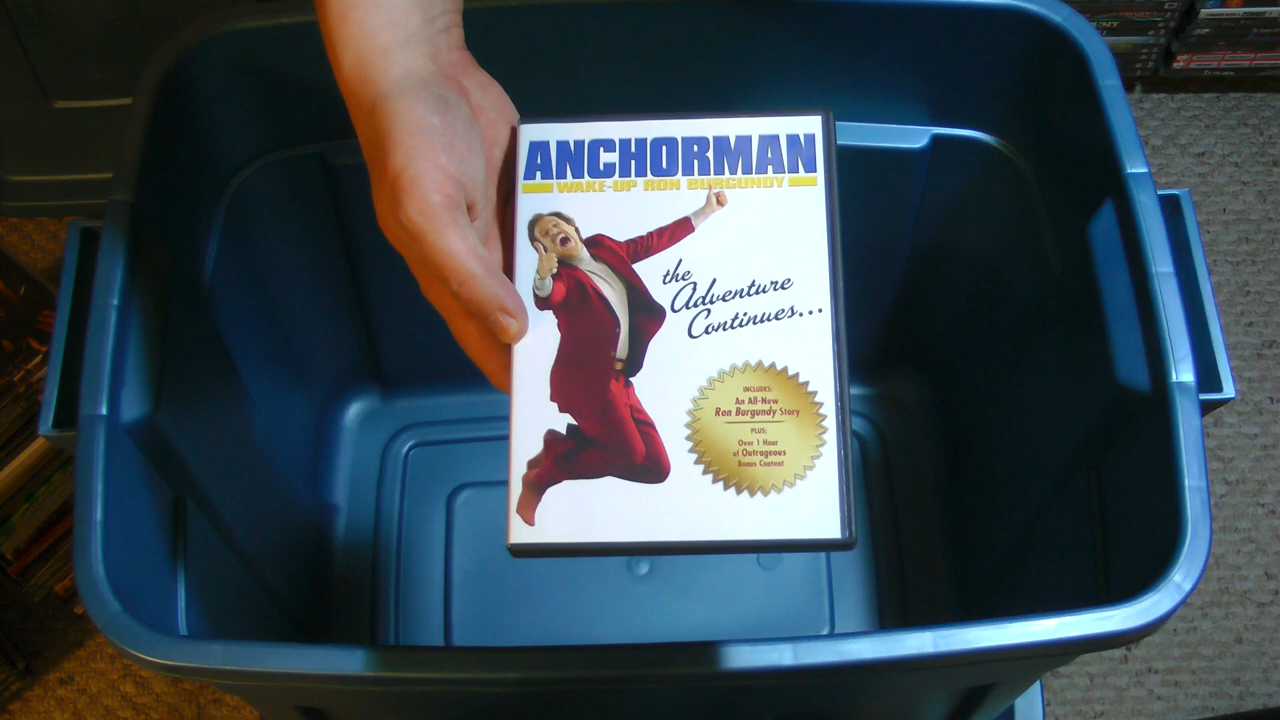 ANCHORMAN
WAKE-UP RON BURGUNDY
the
Adventure
Continues...
INCLUDES:
An All-New
Ron Burgundy Story
PLUS:
Over 1 Hour
of Outrageous
Bonus Content